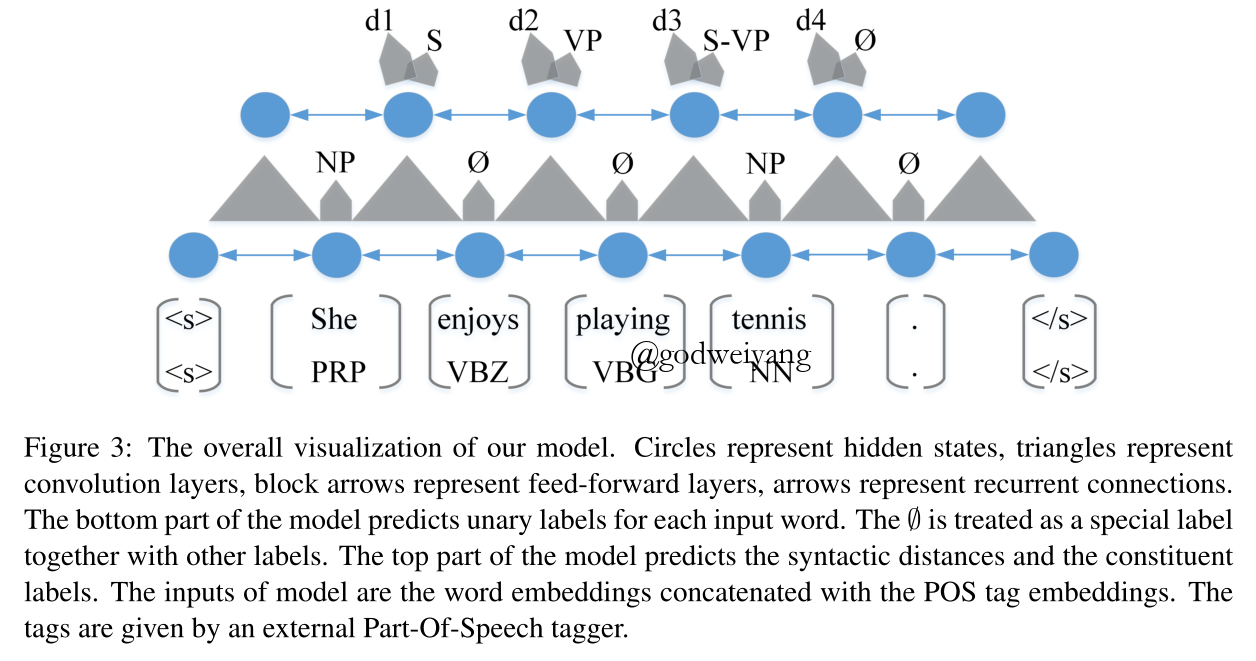 d1 d2 d3 d4
S VP S-VP Ø
NP Ø Ø NP Ø
<s> She enjoys playing tennis . </s>
@godweiyang
<s> PRP VBZ VBG NN . </s>
Figure 3: The overall visualization of our model. Circles represent hidden states, triangles represent
convolution layers, block arrows represent feed-forward layers, arrows represent recurrent connections.
The bottom part of the model predicts unary labels for each input word. The ∅ is treated as a special label
together with other labels. The top part of the model predicts the syntactic distances and the constituent
labels. The inputs of model are the word embeddings concatenated with the POS tag embeddings. The
tags are given by an external Part-Of-Speech tagger.